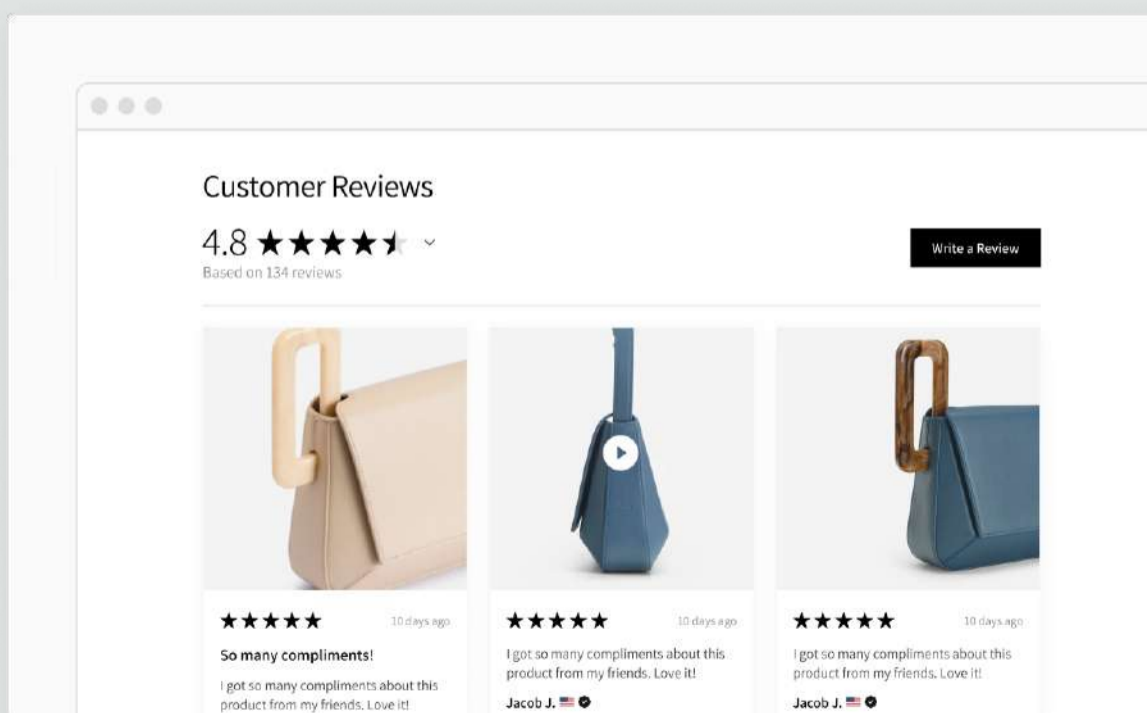 Customer Reviews
4.8
Write a Review
Based on 134 reviews
10 days ago
So many compliments!
I got so many compliments about this
product from my friends. Love it!
10 days ago
I got so many compliments about this
product from my friends. Love it!
Jacob J.
10 days ago
I got so many compliments about this
product from my friends. Love it!
Jacob J.